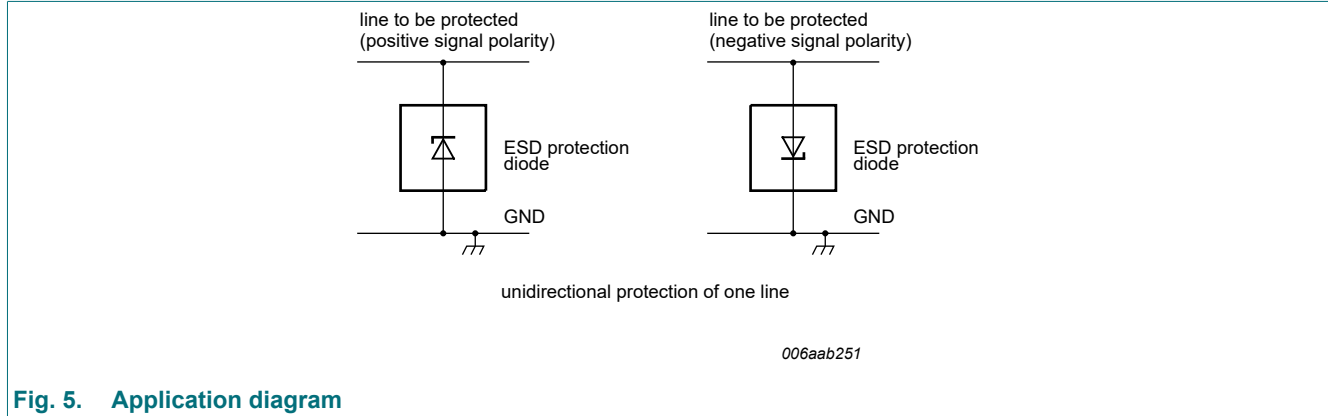 line to be protected
(positive signal polarity)
ESD protection
diode
GND
line to be protected
(negative signal polarity)
ESD protection
diode
GND
unidirectional protection of one line
006aab251
Fig. 5. Application diagram